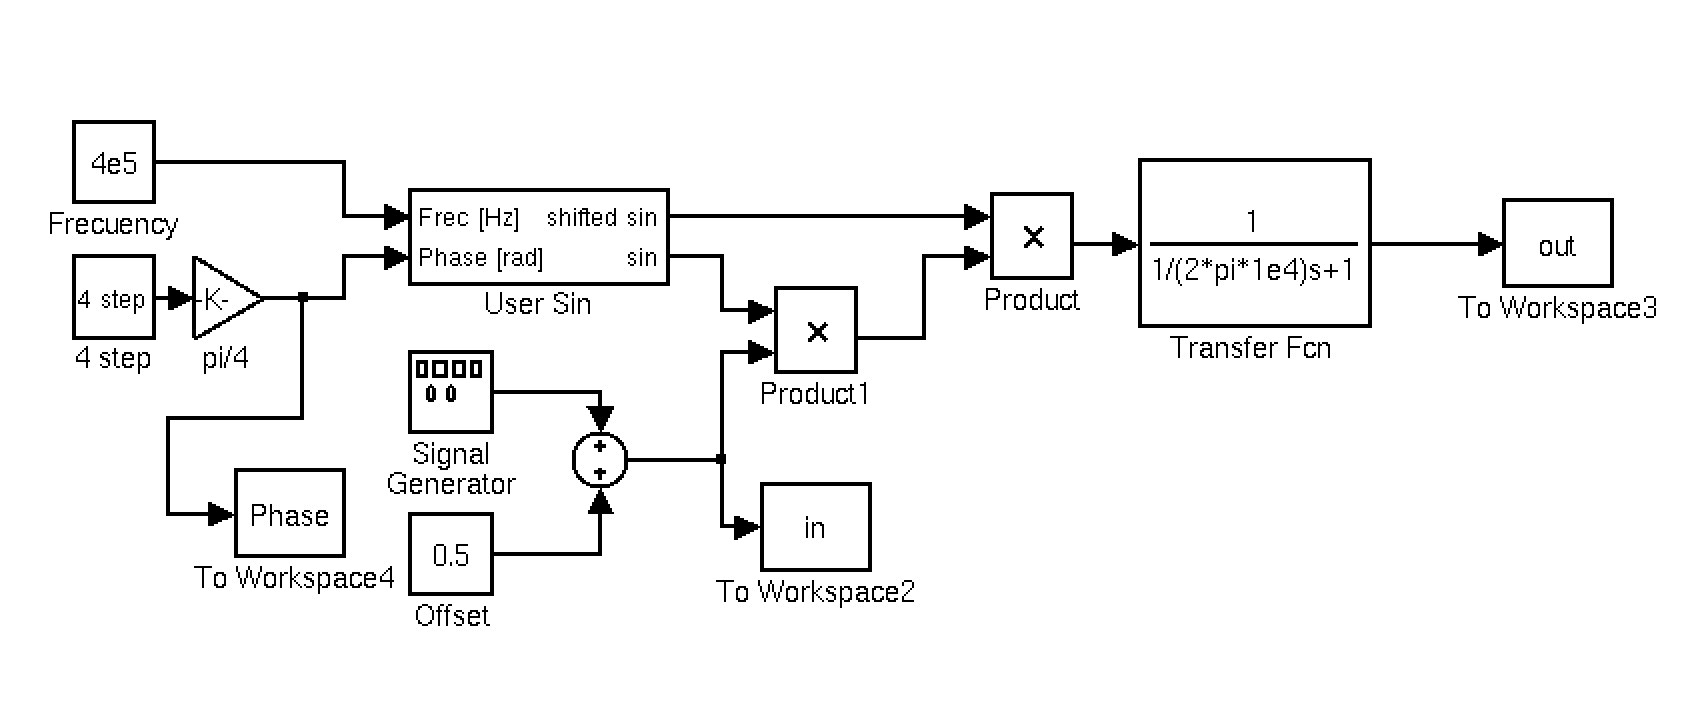 4e5
Frecuency
4 step
4 step
-K-
pi/4
Frec [Hz] shifted sin
Phase [rad] sin
User Sin
×
Product
1
1/(2*pi*1e4)s+1
Transfer Fcn
out
To Workspace3
×
Product1
Signal
Generator
+
+
Phase
To Workspace4
0.5
Offset
in
To Workspace2